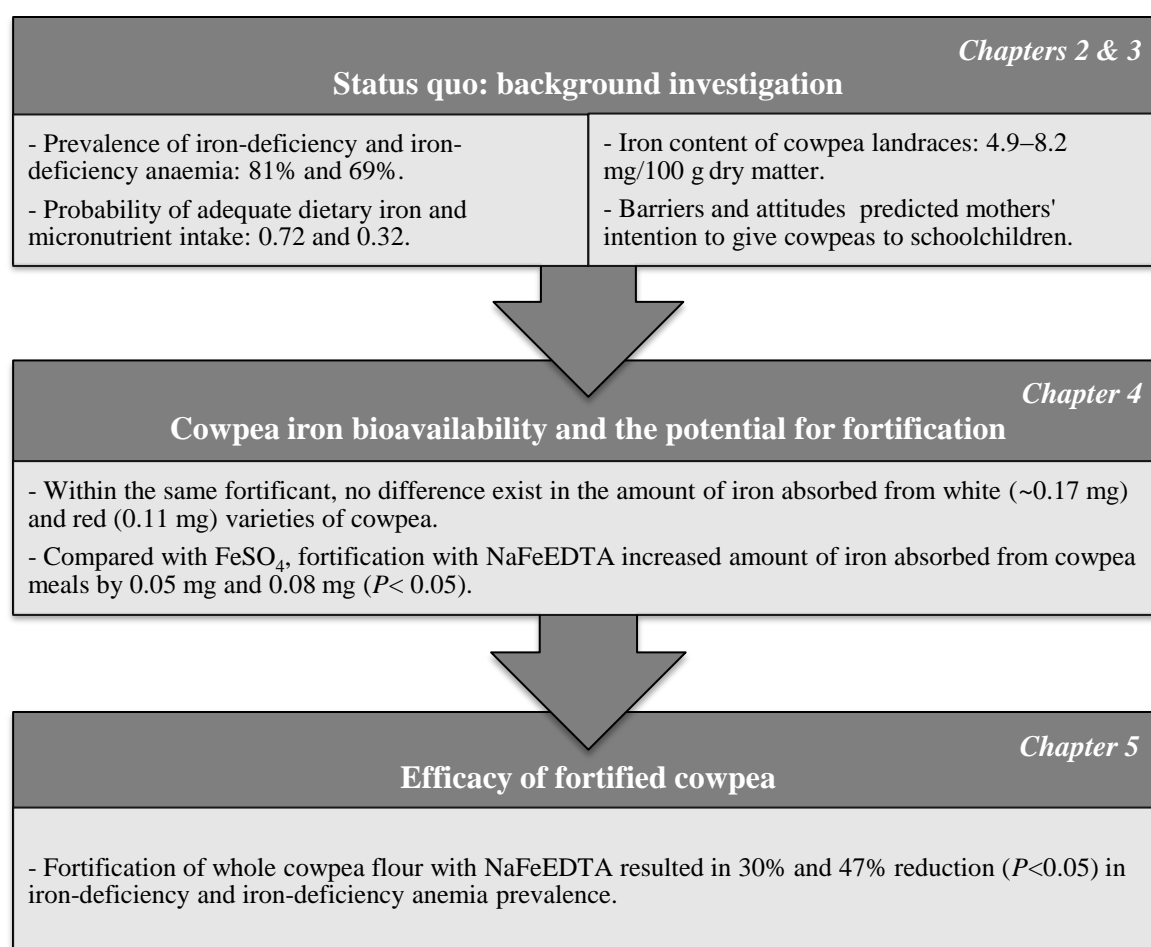 Chapters 2 & 3
Status quo: background investigation
- Prevalence of iron-deficiency and iron-
deficiency anaemia: 81% and 69%.
- Probability of adequate dietary iron and
micronutrient intake: 0.72 and 0.32.
- Iron content of cowpea landraces: 4.9–8.2
mg/100 g dry matter.
- Barriers and attitudes  predicted mothers'
intention to give cowpeas to schoolchildren.
Chapter 4
Cowpea iron bioavailability and the potential for fortification
- Within the same fortificant, no difference exist in the amount of iron absorbed from white (~0.17 mg)
and red (0.11 mg) varieties of cowpea.
- Compared with FeSO₄, fortification with NaFeEDTA increased amount of iron absorbed from cowpea
meals by 0.05 mg and 0.08 mg (P< 0.05).
Chapter 5
Efficacy of fortified cowpea
- Fortification of whole cowpea flour with NaFeEDTA resulted in 30% and 47% reduction (P<0.05) in
iron-deficiency and iron-deficiency anemia prevalence.